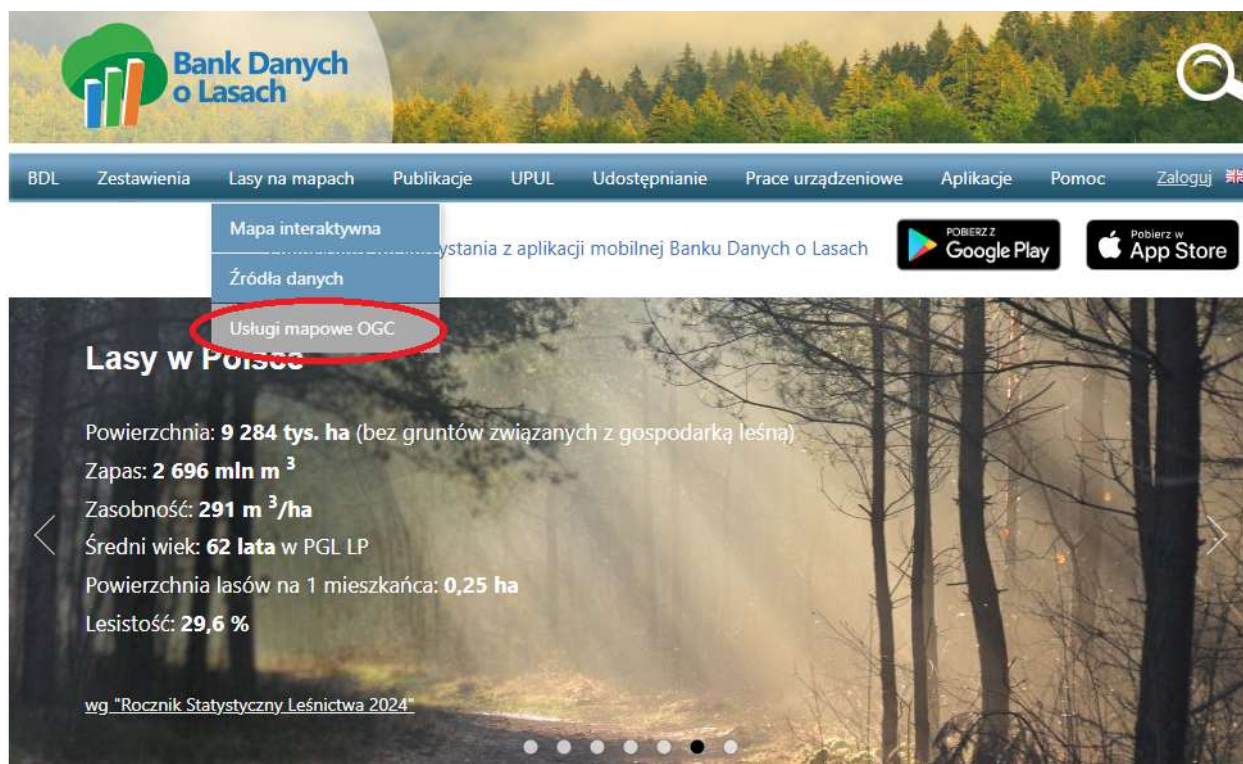 Bank Danych
o Lasach
BDL Zestawienia Lasy na mapach Publikacje UPUL Udostępnianie Prace urządzeniowe Aplikacje Pomoc Zaloguj
Mapa interaktywna
z aplikacji mobilnej Banku Danych o Lasach
POBIERZ Z
Google Play
Pobierz w
App Store
Źródła danych
Usługi mapowe OGC
Lasy w Polsce
Powierzchnia: 9 284 tys. ha (bez gruntów związanych z gospodarką leśną)
Zapas: 2 696 mln m 3
Zasobność: 291 m 3/ha
Średni wiek: 62 lata w PGL LP
Powierzchnia lasów na 1 mieszkańca: 0,25 ha
Lesistość: 29,6 %
wg "Rocznik Statystyczny Leśnictwa 2024"